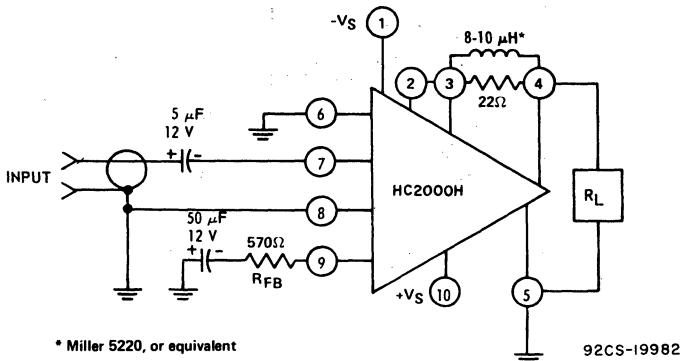 -VS
1
8-10 μH*
2
3
4
22Ω
5 μF
12 V
+
-
6
7
INPUT
HC2000H
RL
8
50 μF
12 V
+
-
570Ω
RFB
9
+VS
10
5
* Miller 5220, or equivalent
92CS-19982